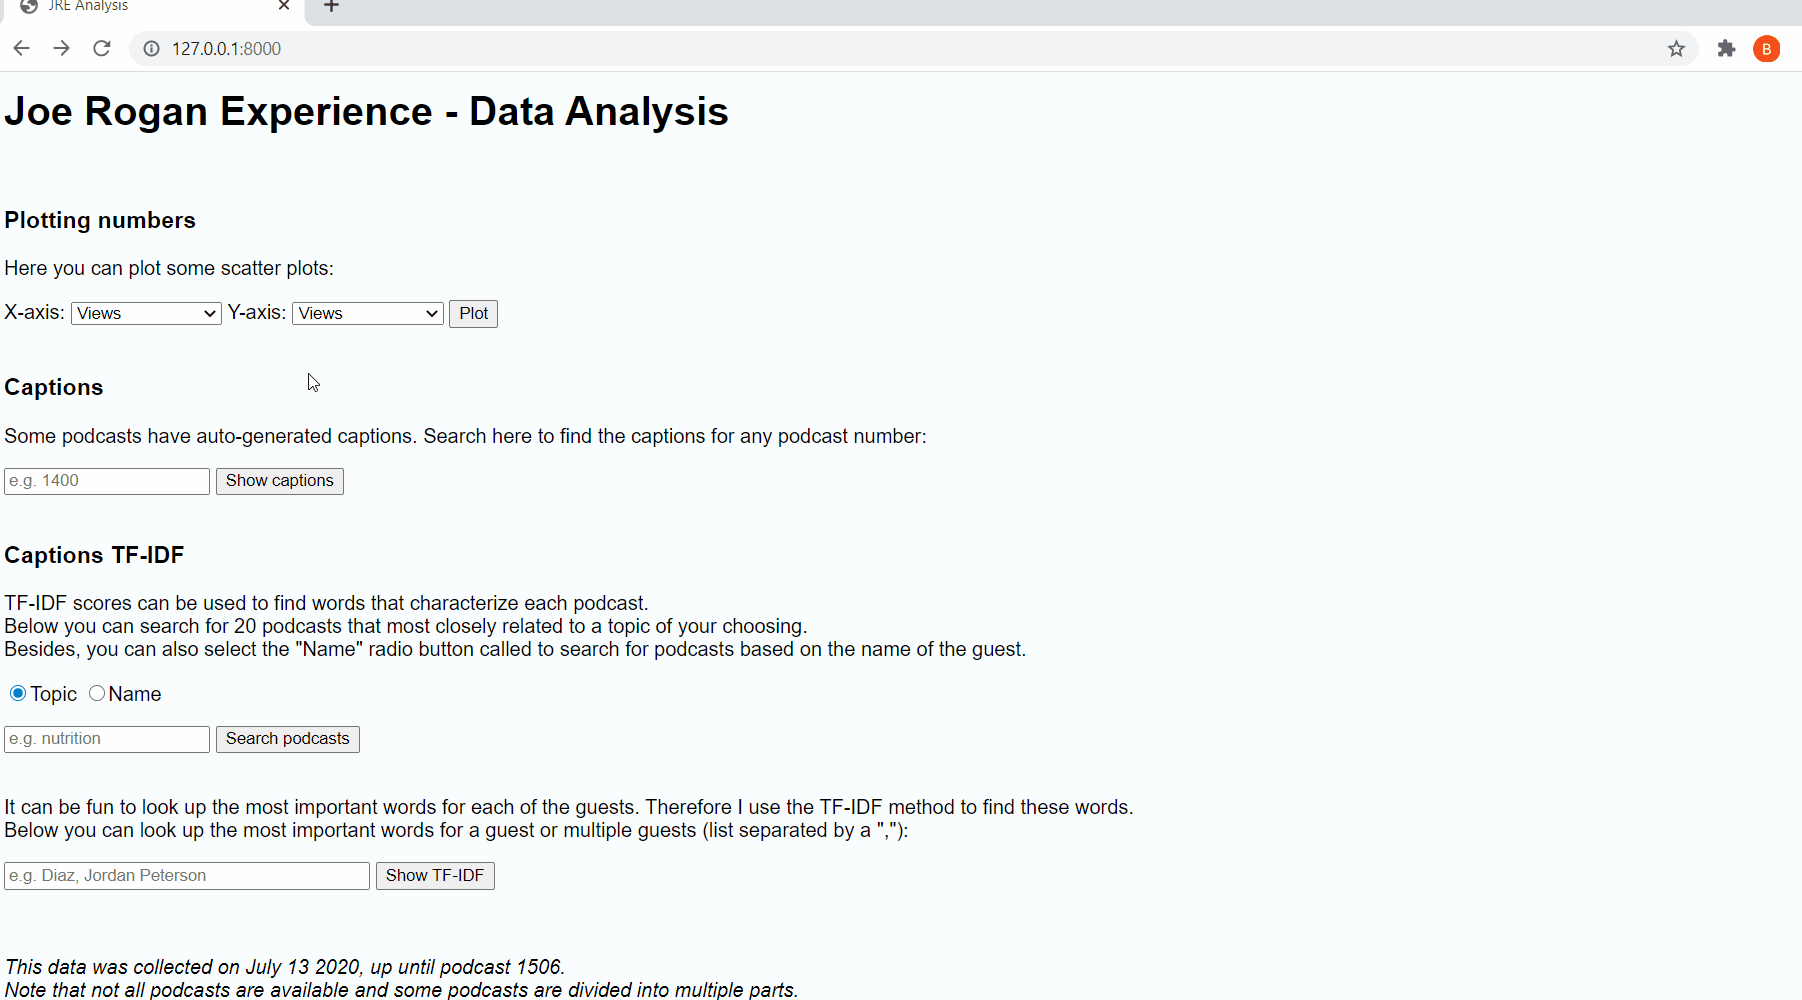 JRE Analysis
127.0.0.1:8000
B
Joe Rogan Experience - Data Analysis
Plotting numbers
Here you can plot some scatter plots:
X-axis: Views Y-axis: Views Plot
Captions
Some podcasts have auto-generated captions. Search here to find the captions for any podcast number:
e.g. 1400 Show captions
Captions TF-IDF
TF-IDF scores can be used to find words that characterize each podcast.
Below you can search for 20 podcasts that most closely related to a topic of your choosing.
Besides, you can also select the "Name" radio button called to search for podcasts based on the name of the guest.
Topic Name
e.g. nutrition Search podcasts
It can be fun to look up the most important words for each of the guests. Therefore I use the TF-IDF method to find these words.
Below you can look up the most important words for a guest or multiple guests (list separated by a ","):
e.g. Diaz, Jordan Peterson Show TF-IDF
This data was collected on July 13 2020, up until podcast 1506.
Note that not all podcasts are available and some podcasts are divided into multiple parts.